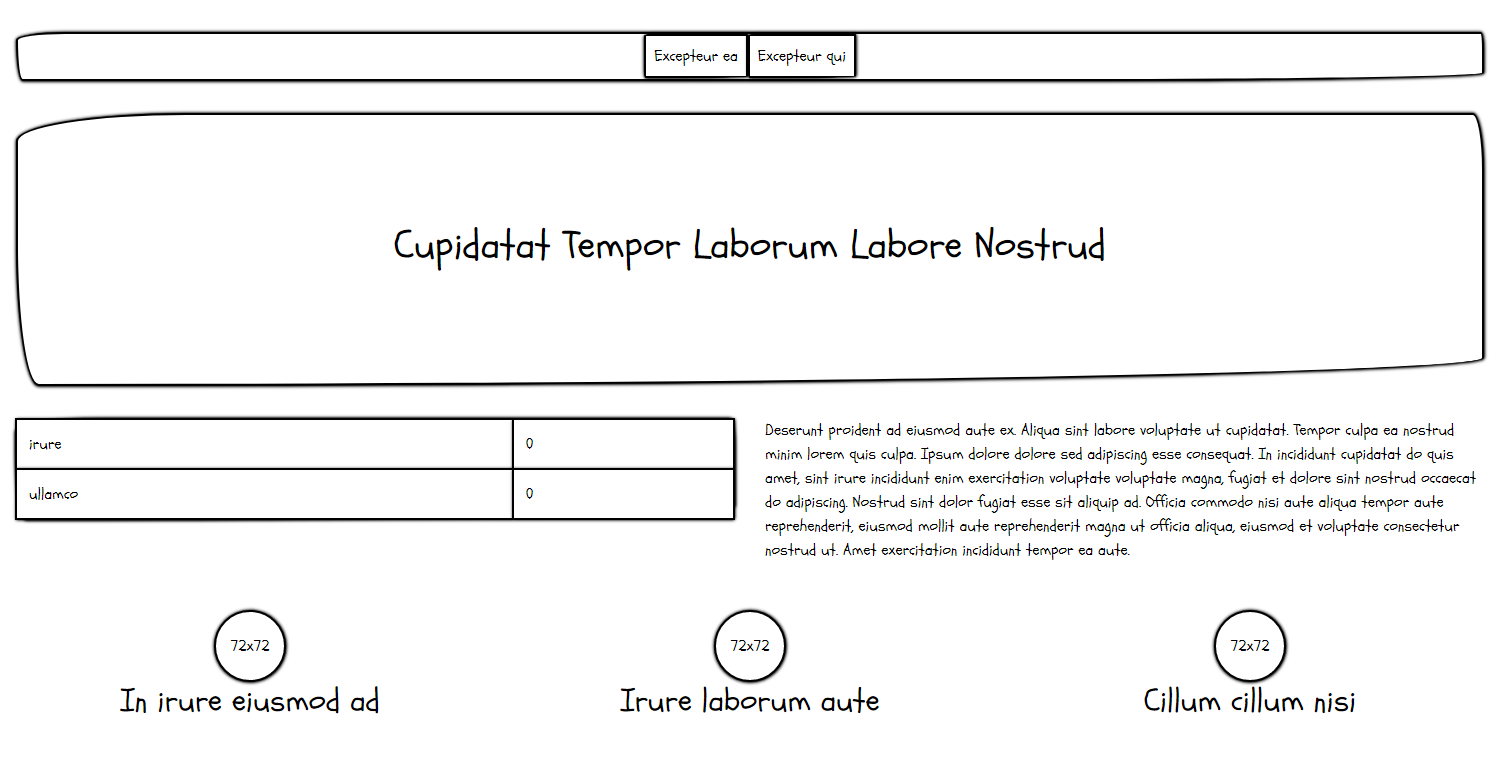 Excepteur ea Excepteur qui
Cupidatat Tempor Laborum Labore Nostrud
irure 0
ullamco 0
Deserunt proident ad eiusmod aute ex. Aliqua sint labore voluptate ut cupidatat. Tempor culpa ea nostrud
minim lorem quis culpa. Ipsum dolore dolore sed adipiscing esse consequat. In incididunt cupidatat do quis
amet, sint irure incididunt enim exercitation voluptate voluptate magna, fugiat et dolore sint nostrud occaecat
do adipiscing. Nostrud sint dolor fugiat esse sit aliquip ad. Officia commodo nisi aute aliqua tempor aute
reprehenderit, eiusmod mollit aute reprehenderit magna ut officia aliqua, eiusmod et voluptate consectetur
nostrud ut. Amet exercitation incididunt tempor ea aute.
72x72 72x72 72x72
In irure eiusmod ad Irure laborum aute Cillum cillum nisi